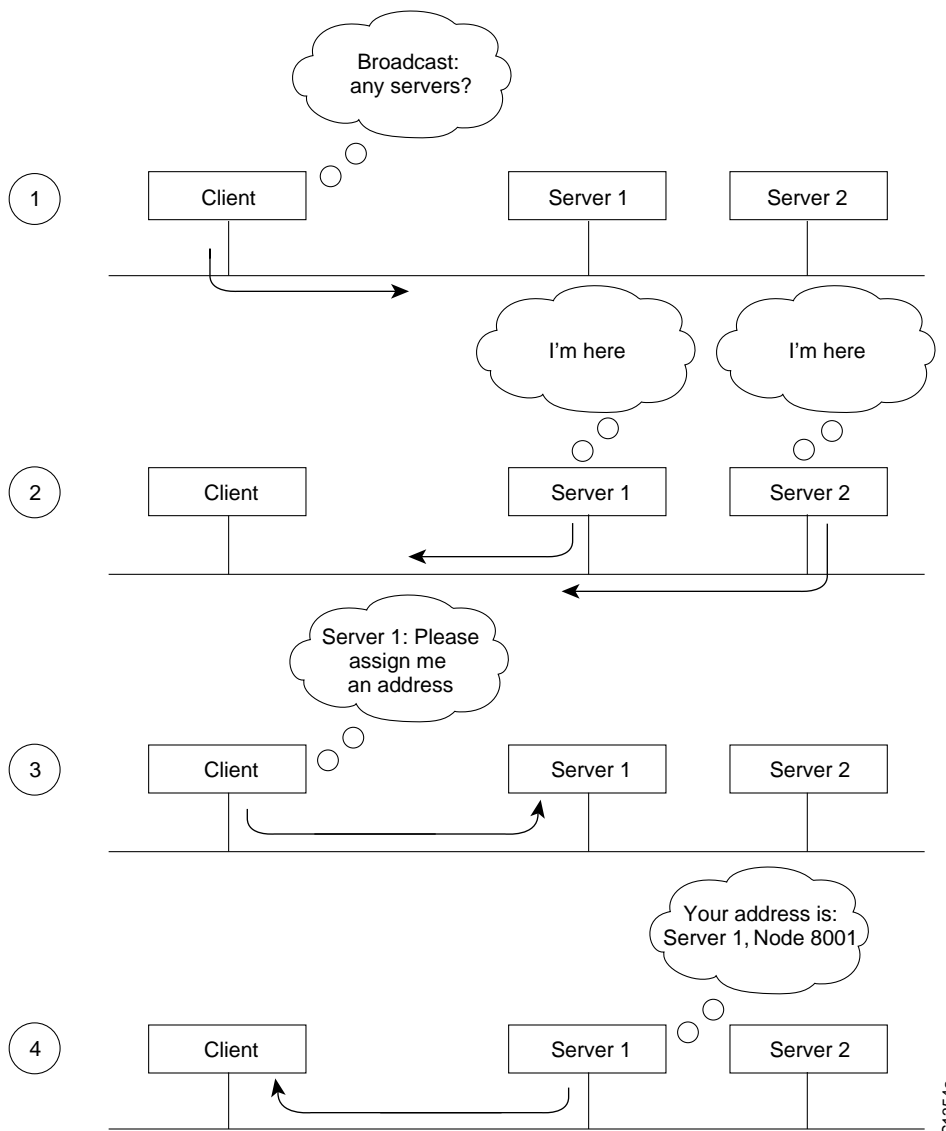 Broadcast:
any servers?
1
Client
Server 1
Server 2
I'm here
I'm here
2
Client
Server 1
Server 2
Server 1: Please
assign me
an address
3
Client
Server 1
Server 2
Your address is:
Server 1, Node 8001
4
Client
Server 1
Server 2